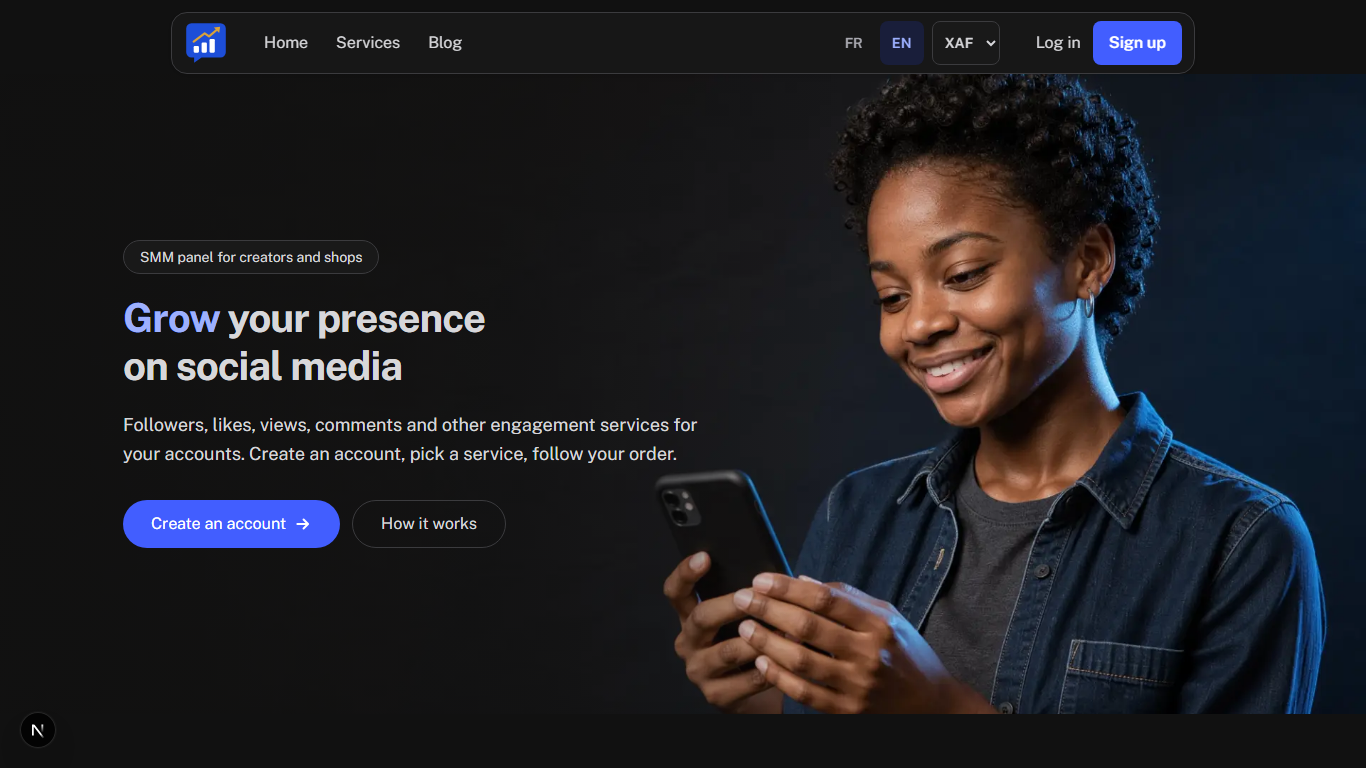 Home Services Blog FR EN XAF Log in Sign up
SMM panel for creators and shops
Grow your presence
on social media
Followers, likes, views, comments and other engagement services for
your accounts. Create an account, pick a service, follow your order.
Create an account → How it works
N